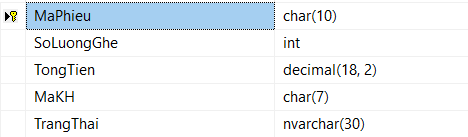 MaPhieu char(10)
SoLuongGhe int
TongTien decimal(18, 2)
MaKH char(7)
TrangThai nvarchar(30)